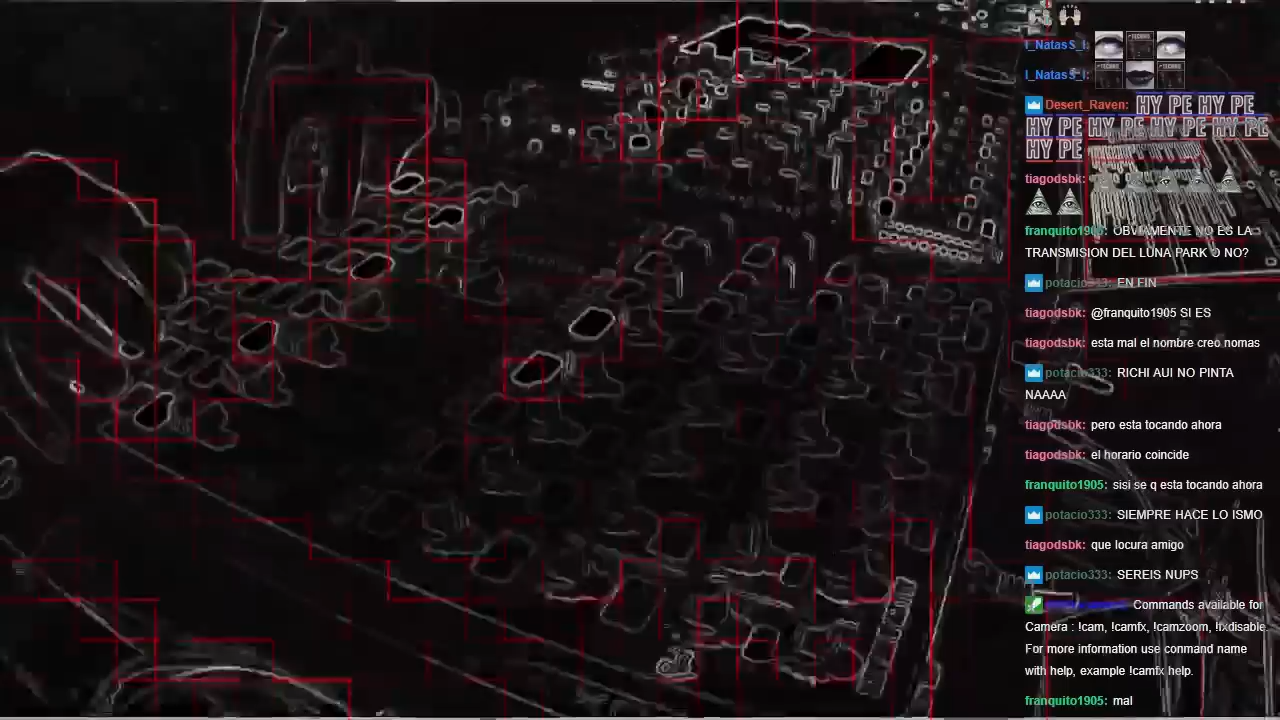 I_NatasS_I:
I_NatasS_I:
Desert_Raven: HY PE HY PE
HY PE HY PE HY PE HY PE
HY PE
tiagodsbk:
franquito1905: OBVIAMENTE NO ES LA
TRANSMISION DEL LUNA PARK O NO?
potacio333: EN FIN
tiagodsbk: @franquito1905 SI ES
tiagodsbk: esta mal el nombre creo nomas
potacio333: RICHI AUI NO PINTA
NAAAA
tiagodsbk: pero esta tocando ahora
tiagodsbk: el horario coincide
franquito1905: sisi se q esta tocando ahora
potacio333: SIEMPRE HACE LO ISMO
tiagodsbk: que locura amigo
potacio333: SEREIS NUPS
Commands available for
Camera : !cam, !camfx, !camzoom, !fxdisable.
For more information use command name
with help, example !camfx help.
franquito1905: mal